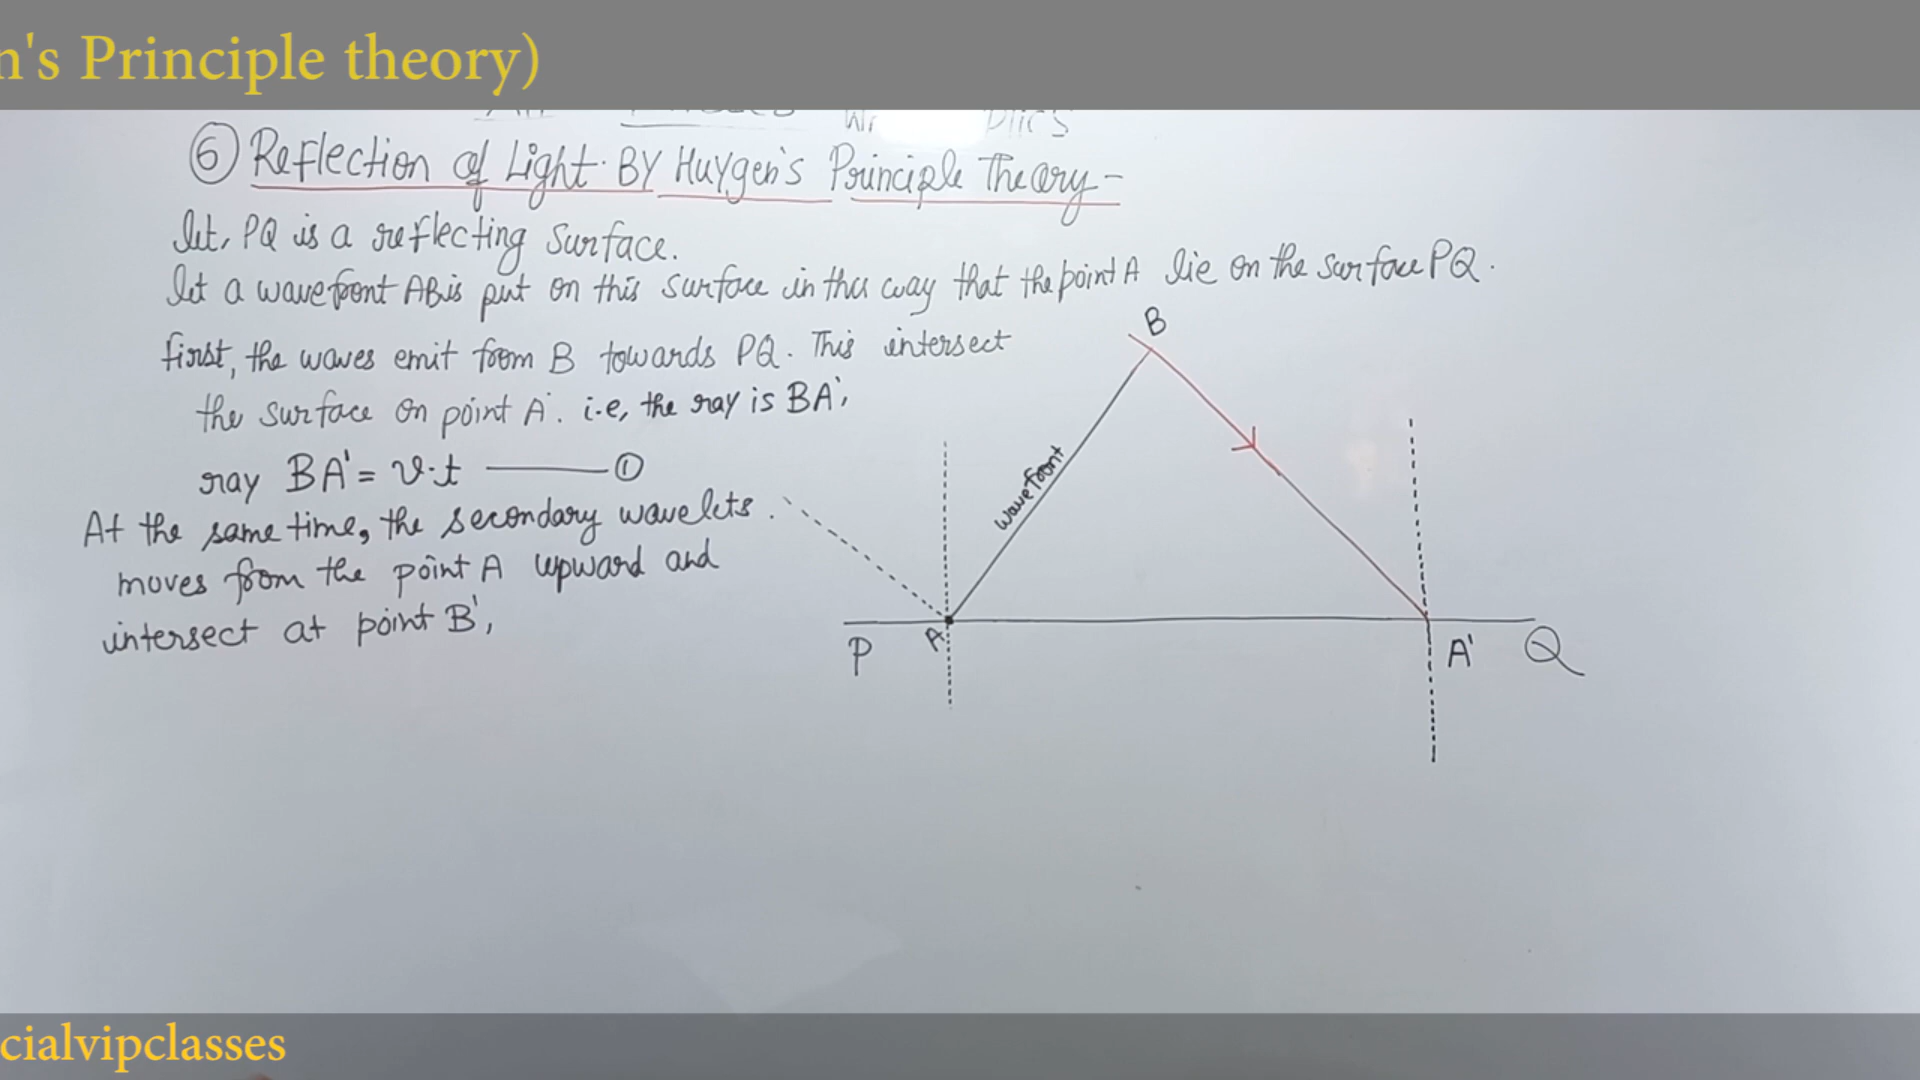 n's Principle theory)
6 Reflection of Light By Huygen's Principle Theory-
let, PQ is a reflecting surface.
let a wavefront AB is put on this surface in this way that the point A lie on the surface PQ.
first, the waves emit from B towards PQ. This intersect
the surface on point A'. i.e, the ray is BA',
ray BA' = v·t ——— 1
At the same time, the secondary wavelets
moves from the point A upward and
intersect at point B',
B
wavefront
P
A
A'
Q
cialvipclasses